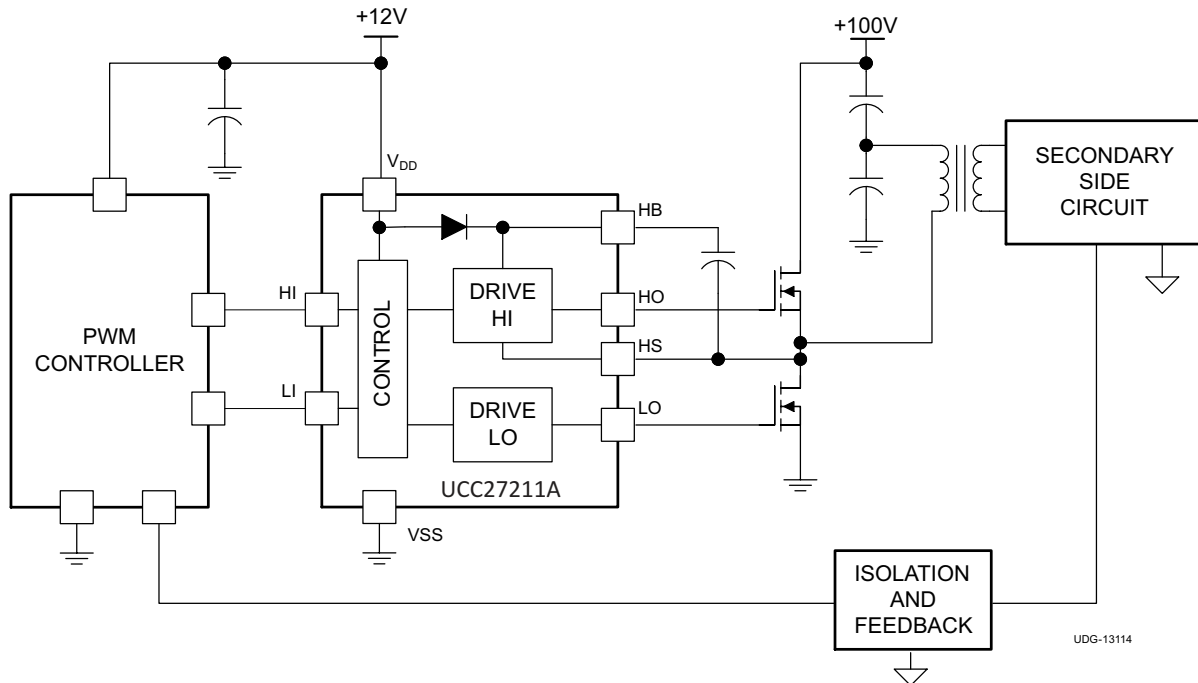 +12V
+100V
VDD
SECONDARY
SIDE
CIRCUIT
HB
HI
DRIVE
HI
HO
PWM
CONTROLLER
CONTROL
HS
LI
DRIVE
LO
LO
UCC27211A
VSS
ISOLATION
AND
FEEDBACK
UDG-13114